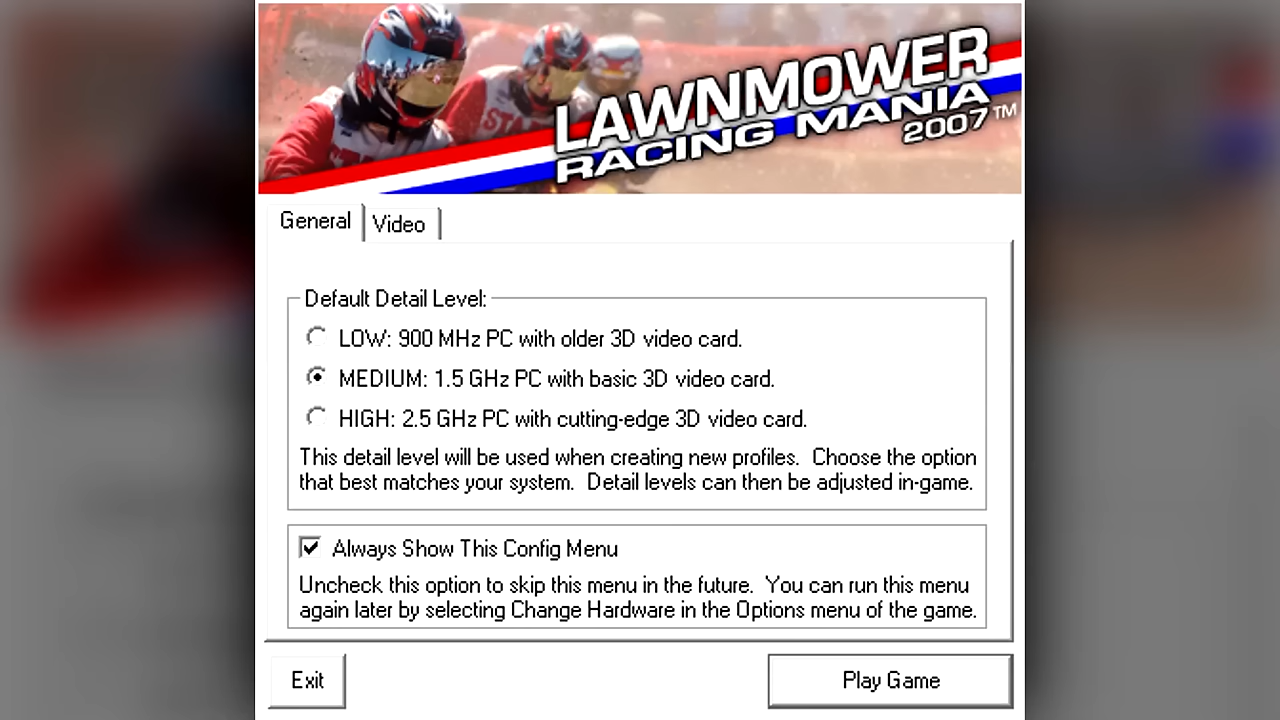 LAWNMOWER
RACING MANIA
2007™
General
Video
Default Detail Level:
LOW: 900 MHz PC with older 3D video card.
MEDIUM: 1.5 GHz PC with basic 3D video card.
HIGH: 2.5 GHz PC with cutting-edge 3D video card.
This detail level will be used when creating new profiles. Choose the option
that best matches your system. Detail levels can then be adjusted in-game.
Always Show This Config Menu
Uncheck this option to skip this menu in the future. You can run this menu
again later by selecting Change Hardware in the Options menu of the game.
Exit
Play Game